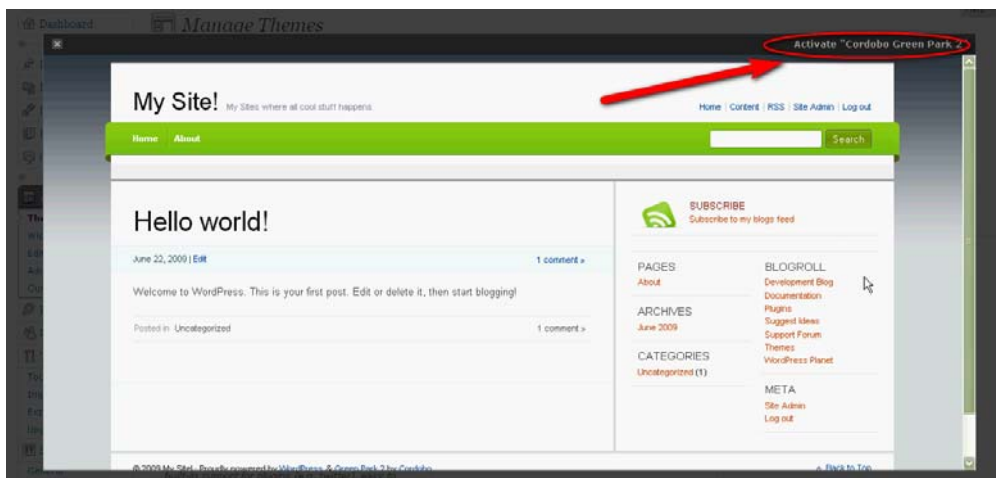 Dashboard
Manage Themes
Activate "Cordobo Green Park 2
My Site! My Sites where all cool stuff happens.
Home | Content | RSS | Site Admin | Log out
Home About
Search
Hello world!
June 22, 2009 | Edit
1 comment »
Welcome to WordPress. This is your first post. Edit or delete it, then start blogging!
Posted in Uncategorized
1 comment »
SUBSCRIBE
Subscribe to my blogs feed
PAGES
About
ARCHIVES
June 2009
CATEGORIES
Uncategorized (1)
BLOGROLL
Development Blog
Documentation
Plugins
Suggest Ideas
Support Forum
Themes
WordPress Planet
META
Site Admin
Log out
© 2009 My Site! - Proudly powered by WordPress & Green Park 2 by Cordobo
Back to Top